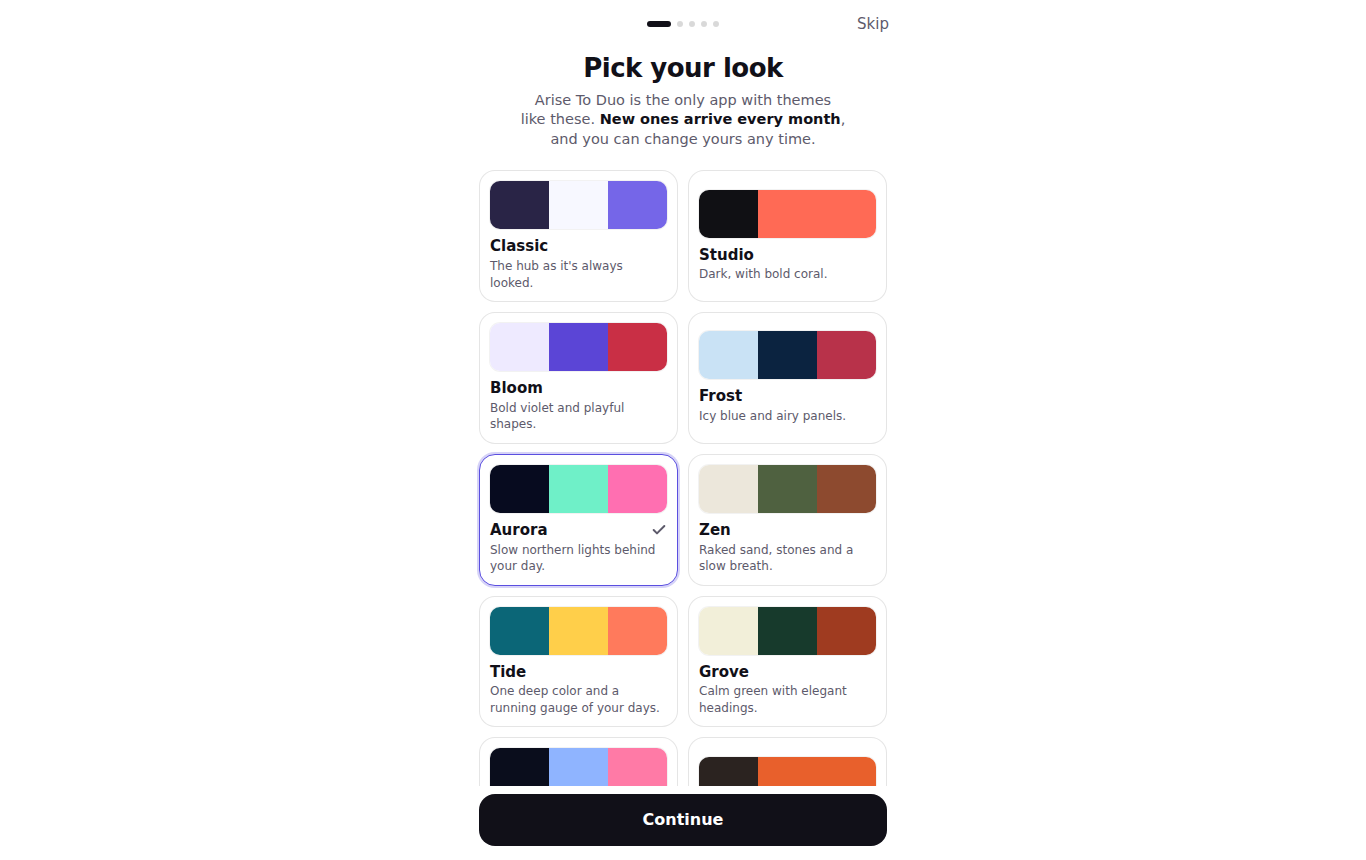 Skip
Pick your look
Arise To Duo is the only app with themes
like these. New ones arrive every month,
and you can change yours any time.
Classic
The hub as it's always
looked.
Studio
Dark, with bold coral.
Bloom
Bold violet and playful
shapes.
Frost
Icy blue and airy panels.
Aurora
Slow northern lights behind
your day.
Zen
Raked sand, stones and a
slow breath.
Tide
One deep color and a
running gauge of your days.
Grove
Calm green with elegant
headings.
Continue